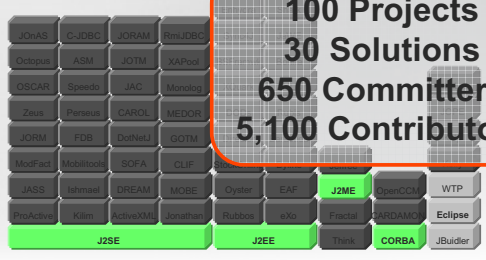 100 Projects
30 Solutions
650 Committer
5,100 Contributo
JOnAS C-JDBC JORAM RmiJDBC
Octopus ASM JOTM XAPool
OSCAR Speedo JAC Monolog
Zeus Perseus CAROL MEDOR
JORM FDB DotNetJ GOTM
ModFact Mobilitools SOFA CLIF
JASS Ishmael DREAM MOBE Oyster EAF J2ME OpenCCM WTP
ProActive Kilim ActiveXML Jonathan Rubbos eXo Fractal CARDAMOM Eclipse
J2SE J2EE Think CORBA JBuidler